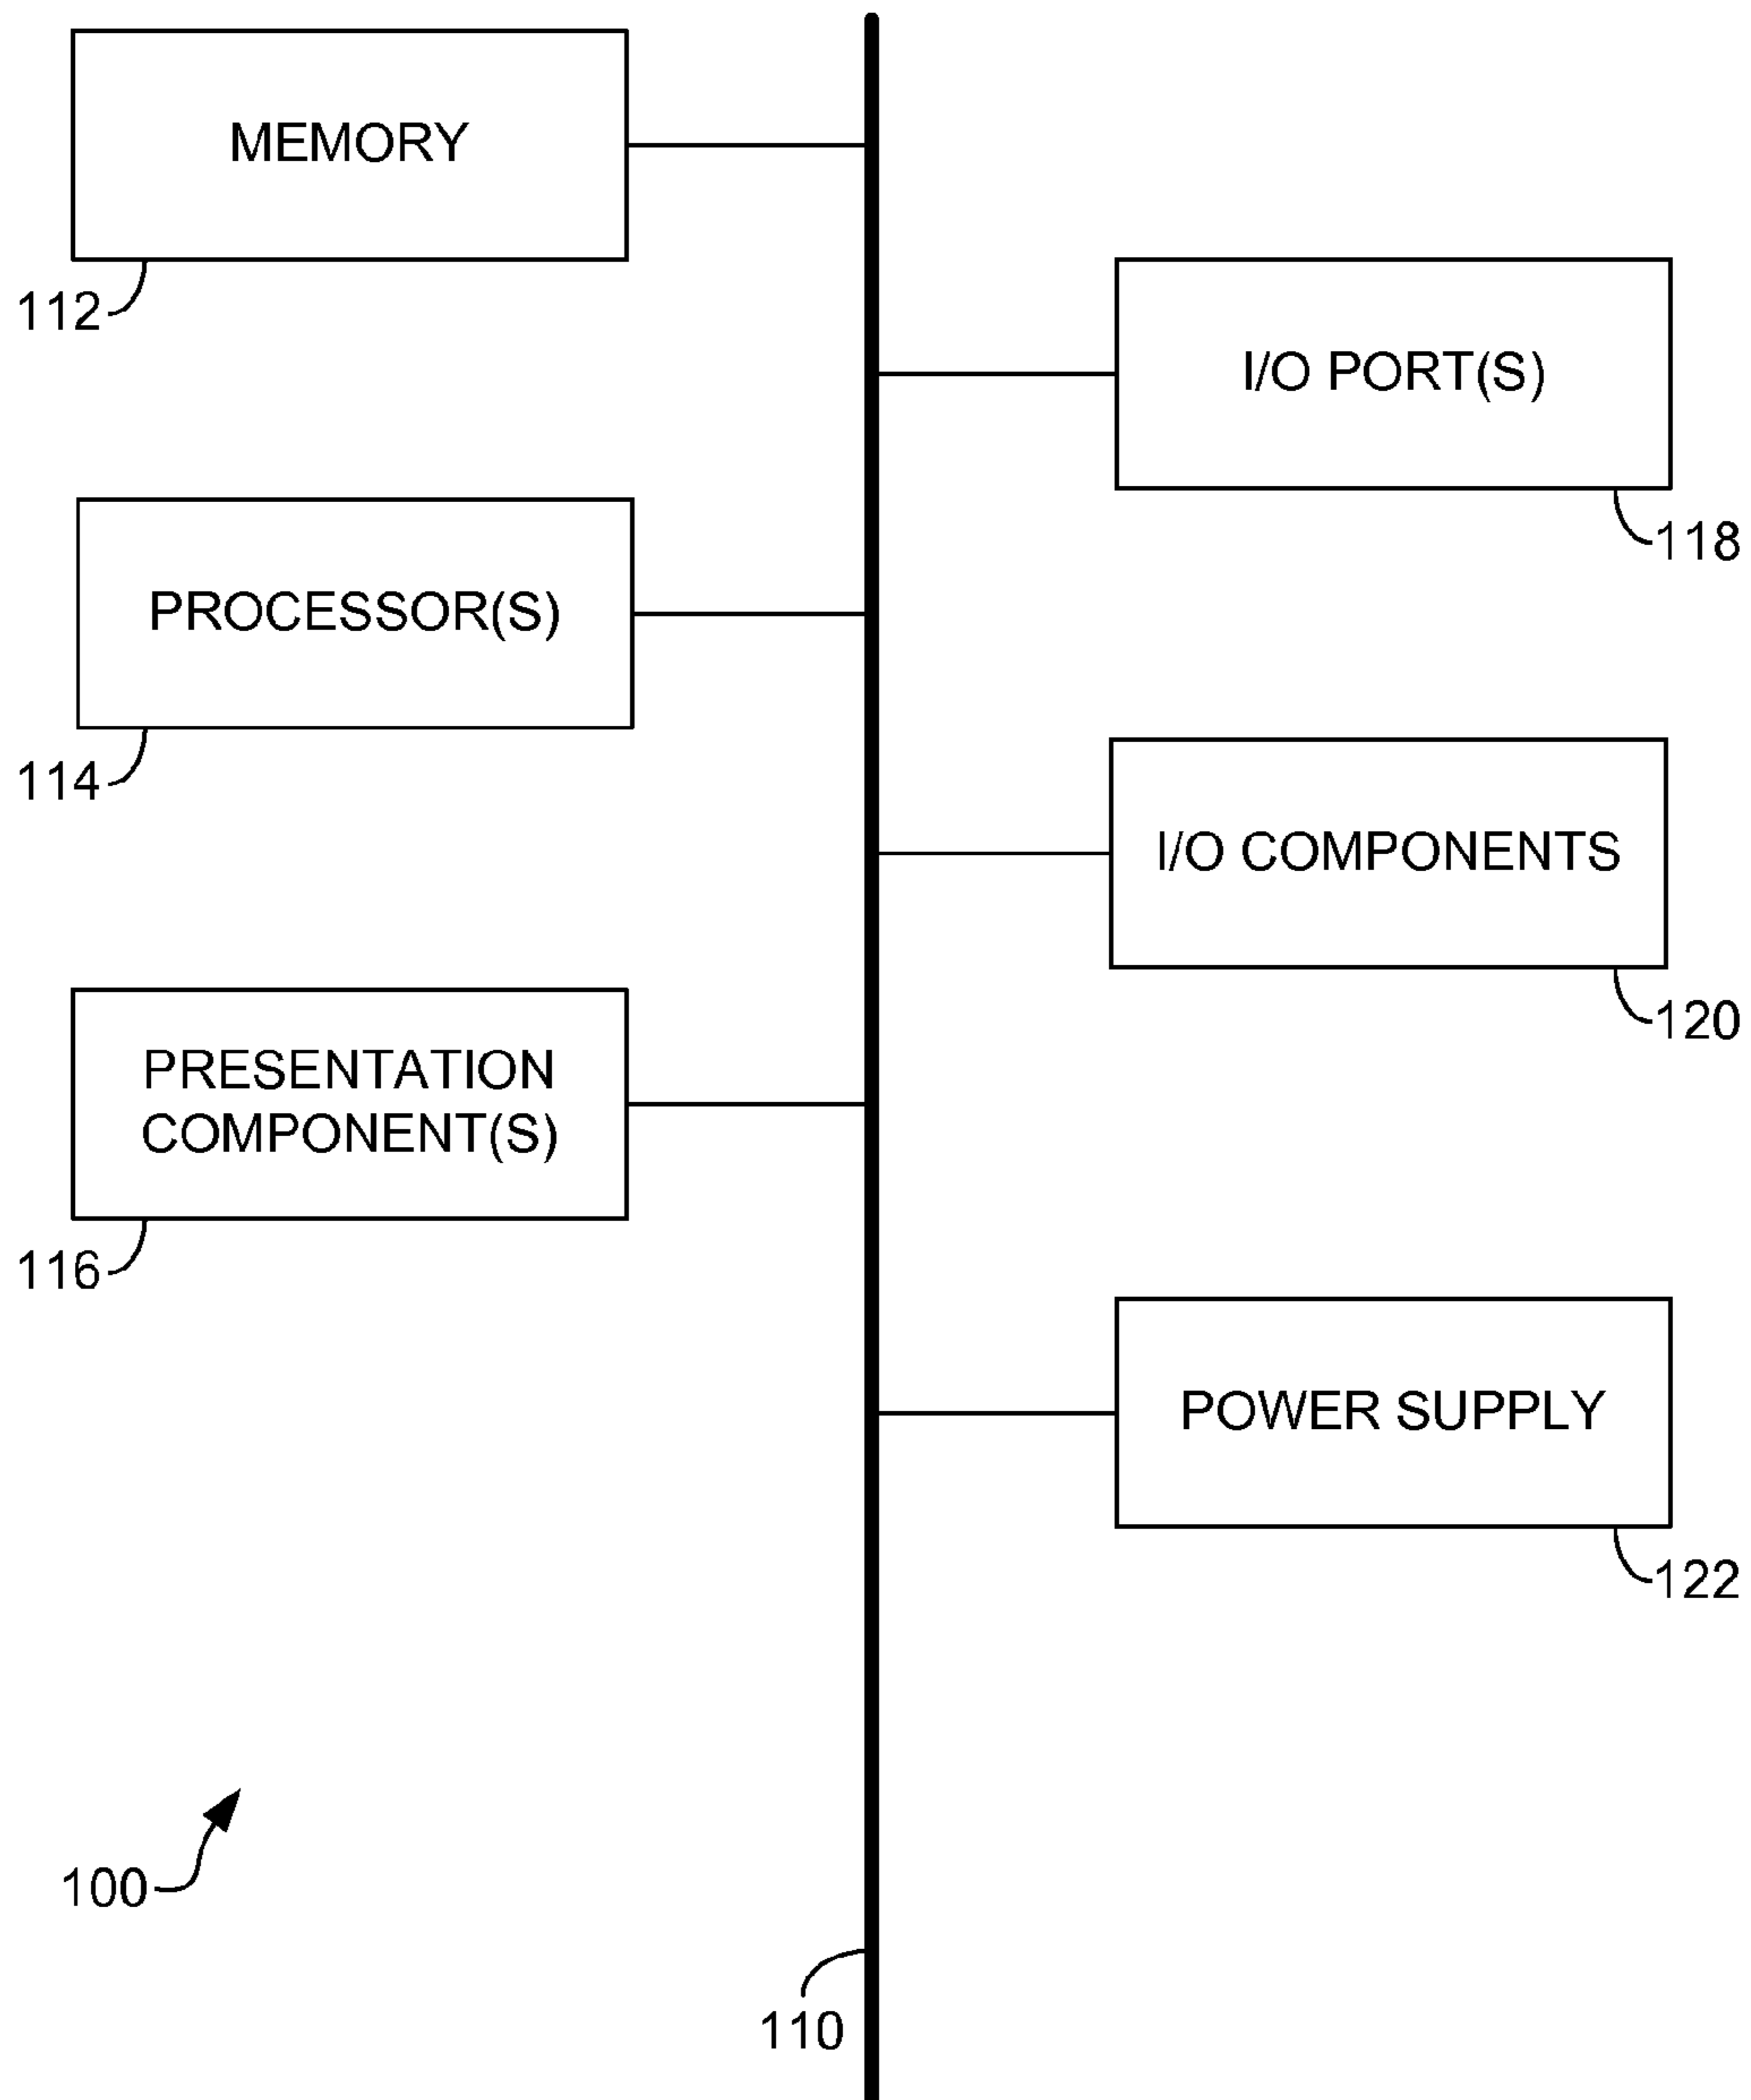 MEMORY
112
I/O PORT(S)
118
PROCESSOR(S)
114
I/O COMPONENTS
120
PRESENTATION
COMPONENT(S)
116
POWER SUPPLY
122
100
110